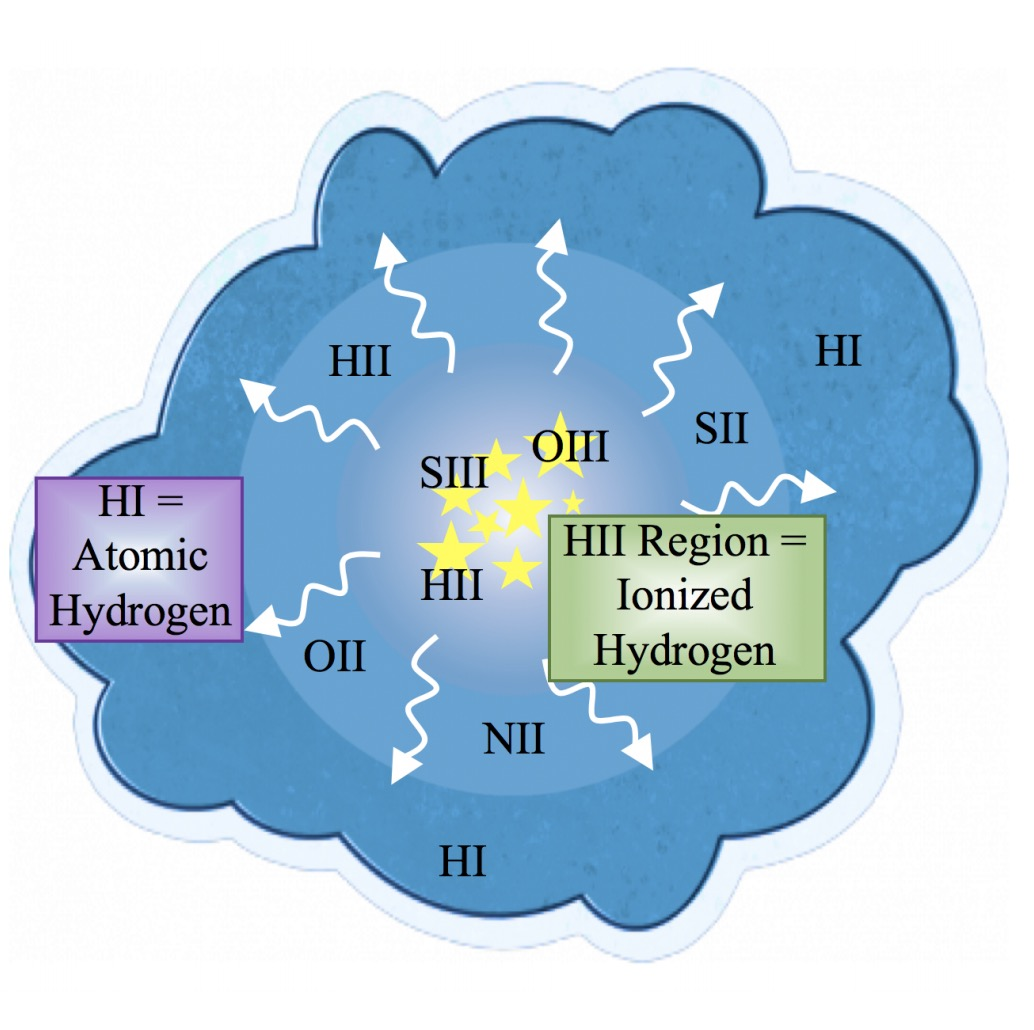 HI
HII
SII
OIII
SIII
HI =
Atomic
Hydrogen
HII Region =
Ionized
Hydrogen
HII
OII
NII
HI